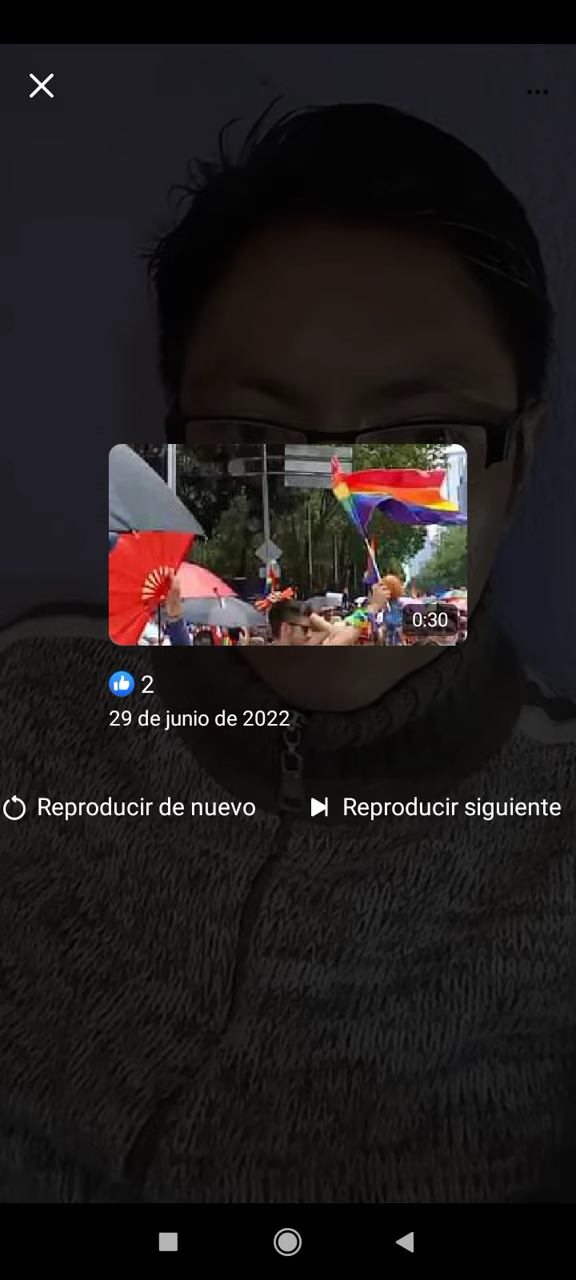 0:30
2
29 de junio de 2022
Reproducir de nuevo
Reproducir siguiente